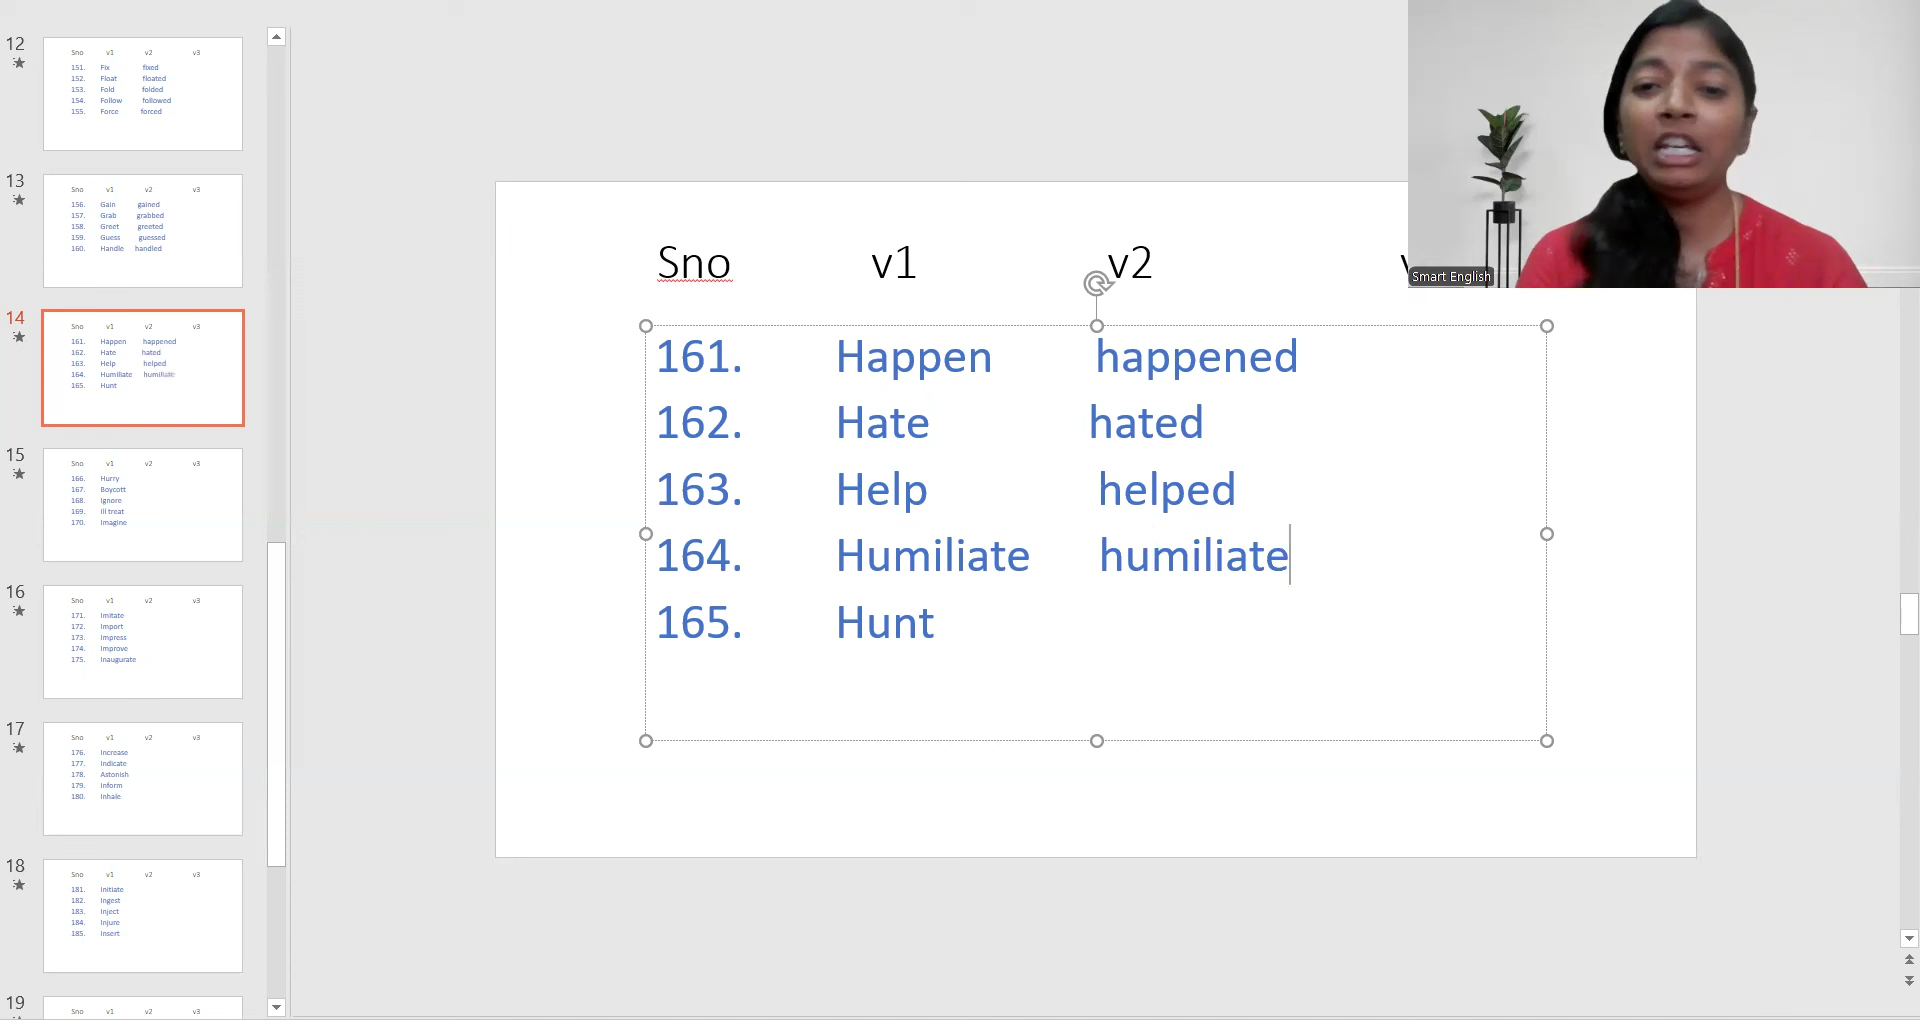 12
Sno v1 v2 v3
151. Fix fixed
152. Float floated
153. Fold folded
154. Follow followed
155. Force forced
13
Sno v1 v2 v3
156. Gain gained
157. Grab grabbed
158. Greet greeted
159. Guess guessed
160. Handle handled
14
Sno v1 v2 v3
161. Happen happened
162. Hate hated
163. Help helped
164. Humiliate humiliate
165. Hunt
15
Sno v1 v2 v3
166. Hurry
167. Boycott
168. Ignore
169. Ill treat
170. Imagine
16
Sno v1 v2 v3
171. Imitate
172. Import
173. Impress
174. Improve
175. Inaugurate
17
Sno v1 v2 v3
176. Increase
177. Indicate
178. Astonish
179. Inform
180. Inhale
18
Sno v1 v2 v3
181. Initiate
182. Ingest
183. Inject
184. Injure
185. Insert
19
Sno v1 v2 v3
Sno v1 v2
161. Happen happened
162. Hate hated
163. Help helped
164. Humiliate humiliate
165. Hunt
Smart English